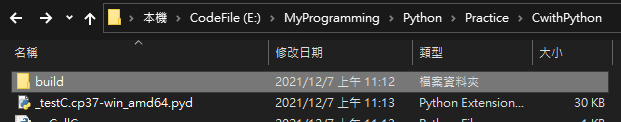 本機 > CodeFile (E:) > MyProgramming > Python > Practice > CwithPython
名稱 修改日期 類型 大小
build 2021/12/7 上午 11:12 檔案資料夾
_testC.cp37-win_amd64.pyd 2021/12/7 上午 11:13 Python Extension... 30 KB